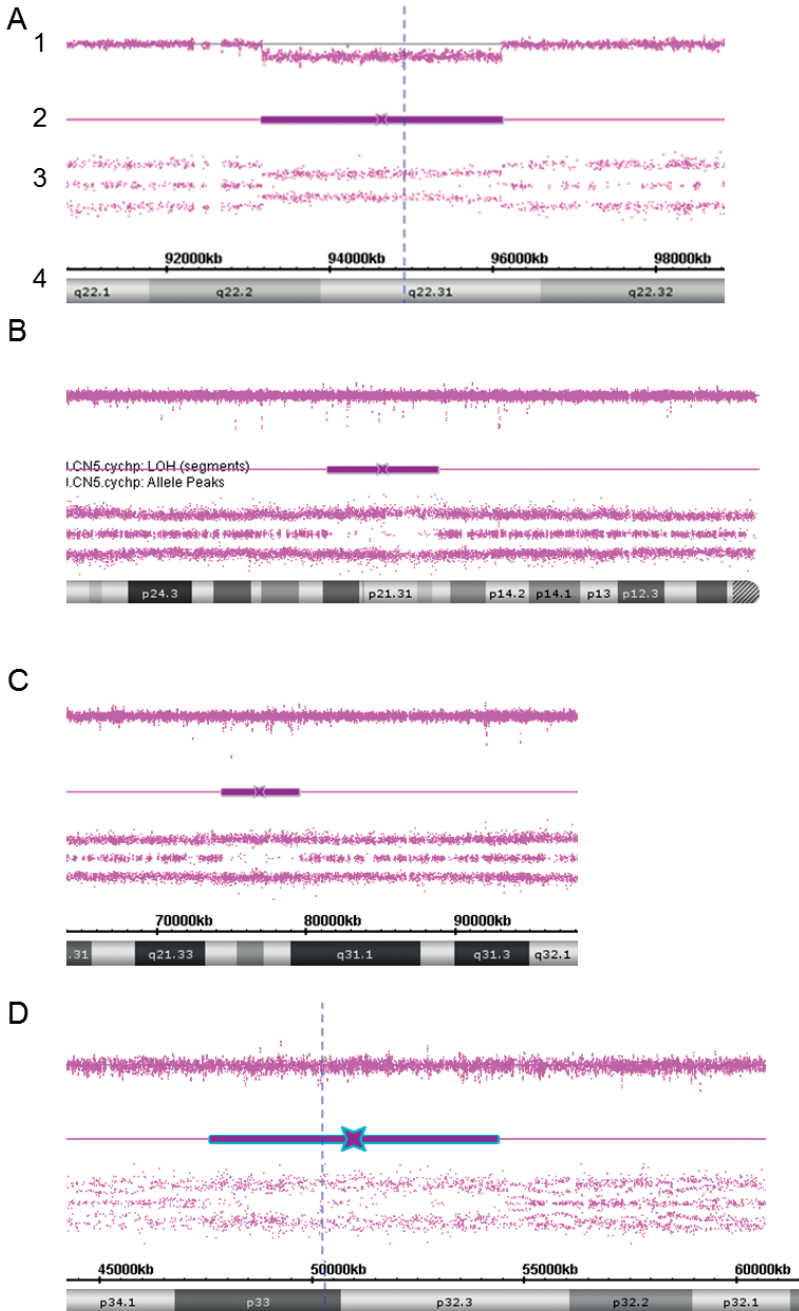 A
1
2
3
92000kb 94000kb 96000kb 98000kb
4
q22.1 q22.2 q22.31 q22.32
B
).CN5.cychp: LOH (segments)
).CN5.cychp: Allele Peaks
p24.3 p21.31 p14.2 p14.1 p13 p12.3
C
70000kb 80000kb 90000kb
.31 q21.33 q31.1 q31.3 q32.1
D
45000kb 50000kb 55000kb 60000kb
p34.1 p33 p32.3 p32.2 p32.1